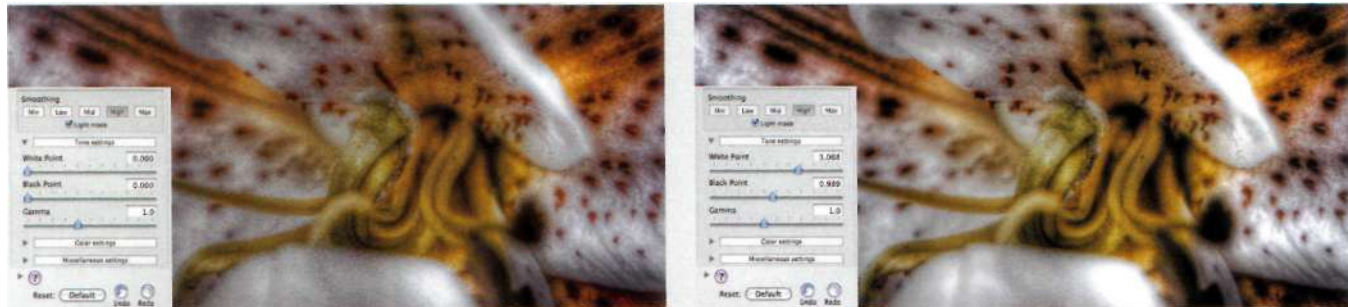 Smoothing
Min Low Mid High Max
Light mode
Tone settings
White Point 0.000
Black Point 0.000
Gamma 1.0
Color settings
Miscellaneous settings
?
Reset: Default Undo Redo
Smoothing
Min Low Mid High Max
Light mode
Tone settings
White Point
Black Point 0.989
Gamma 1.0
Color settings
Miscellaneous settings
?
Reset: Default Undo Redo